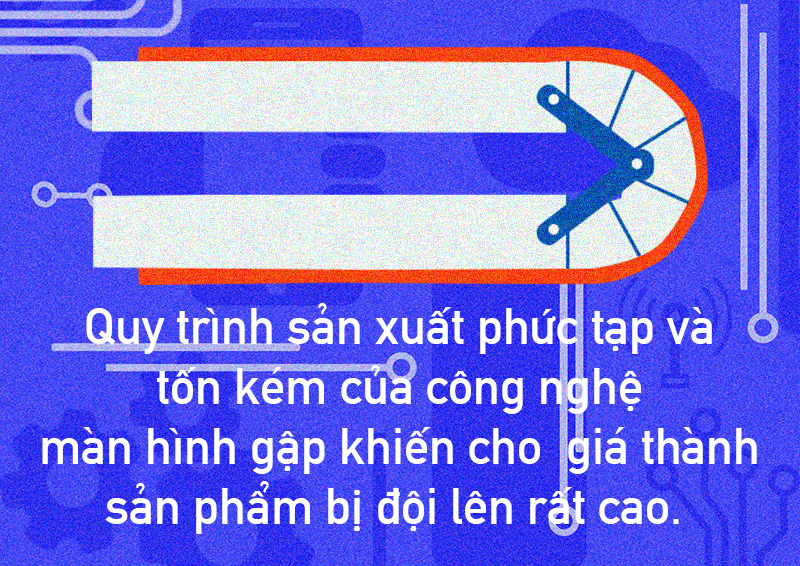 Quy trình sản xuất phức tạp và
tốn kém của công nghệ
màn hình gập khiến cho giá thành
sản phẩm bị đội lên rất cao.